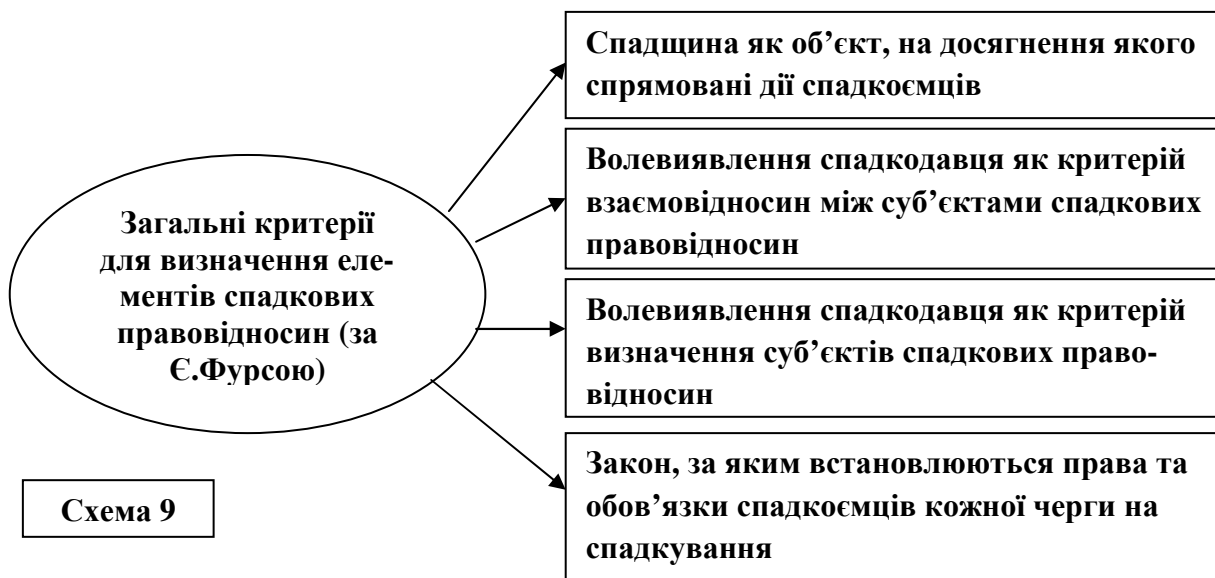 Спадщина як об’єкт, на досягнення якого
спрямовані дії спадкоємців
Волевиявлення спадкодавця як критерій
взаємовідносин між суб’єктами спадкових
правовідносин
Загальні критерії
для визначення еле-
ментів спадкових
правовідносин (за
Є.Фурсою)
Волевиявлення спадкодавця як критерій
визначення суб’єктів спадкових право-
відносин
Закон, за яким встановлюються права та
обов’язки спадкоємців кожної черги на
спадкування
Схема 9